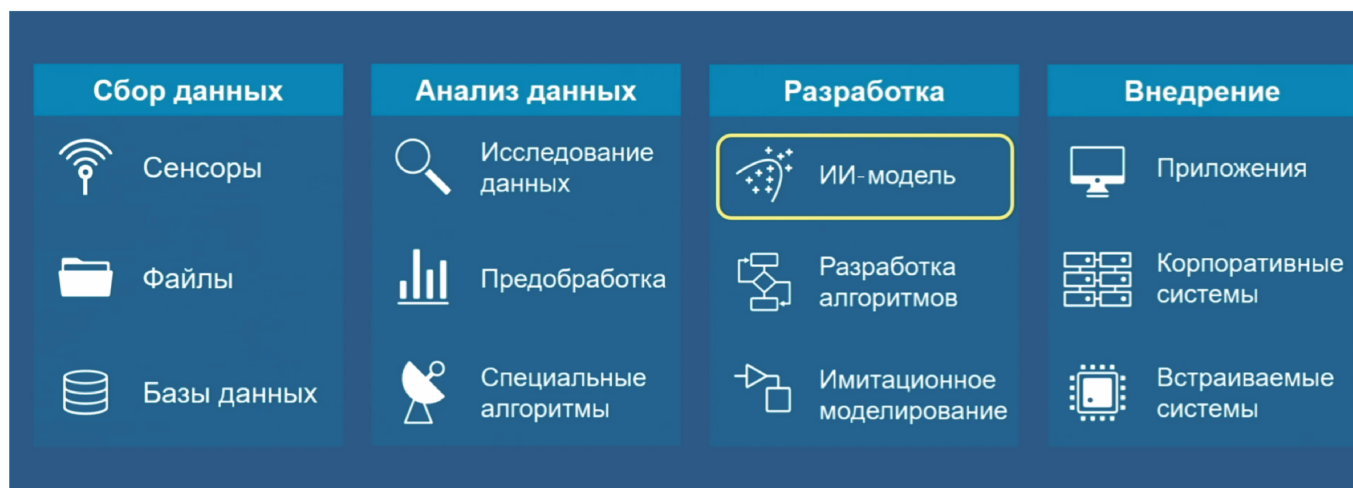 Сбор данных
Сенсоры
Файлы
Базы данных
Анализ данных
Исследование
данных
Предобработка
Специальные
алгоритмы
Разработка
ИИ-модель
Разработка
алгоритмов
Имитационное
моделирование
Внедрение
Приложения
Корпоративные
системы
Встраиваемые
системы